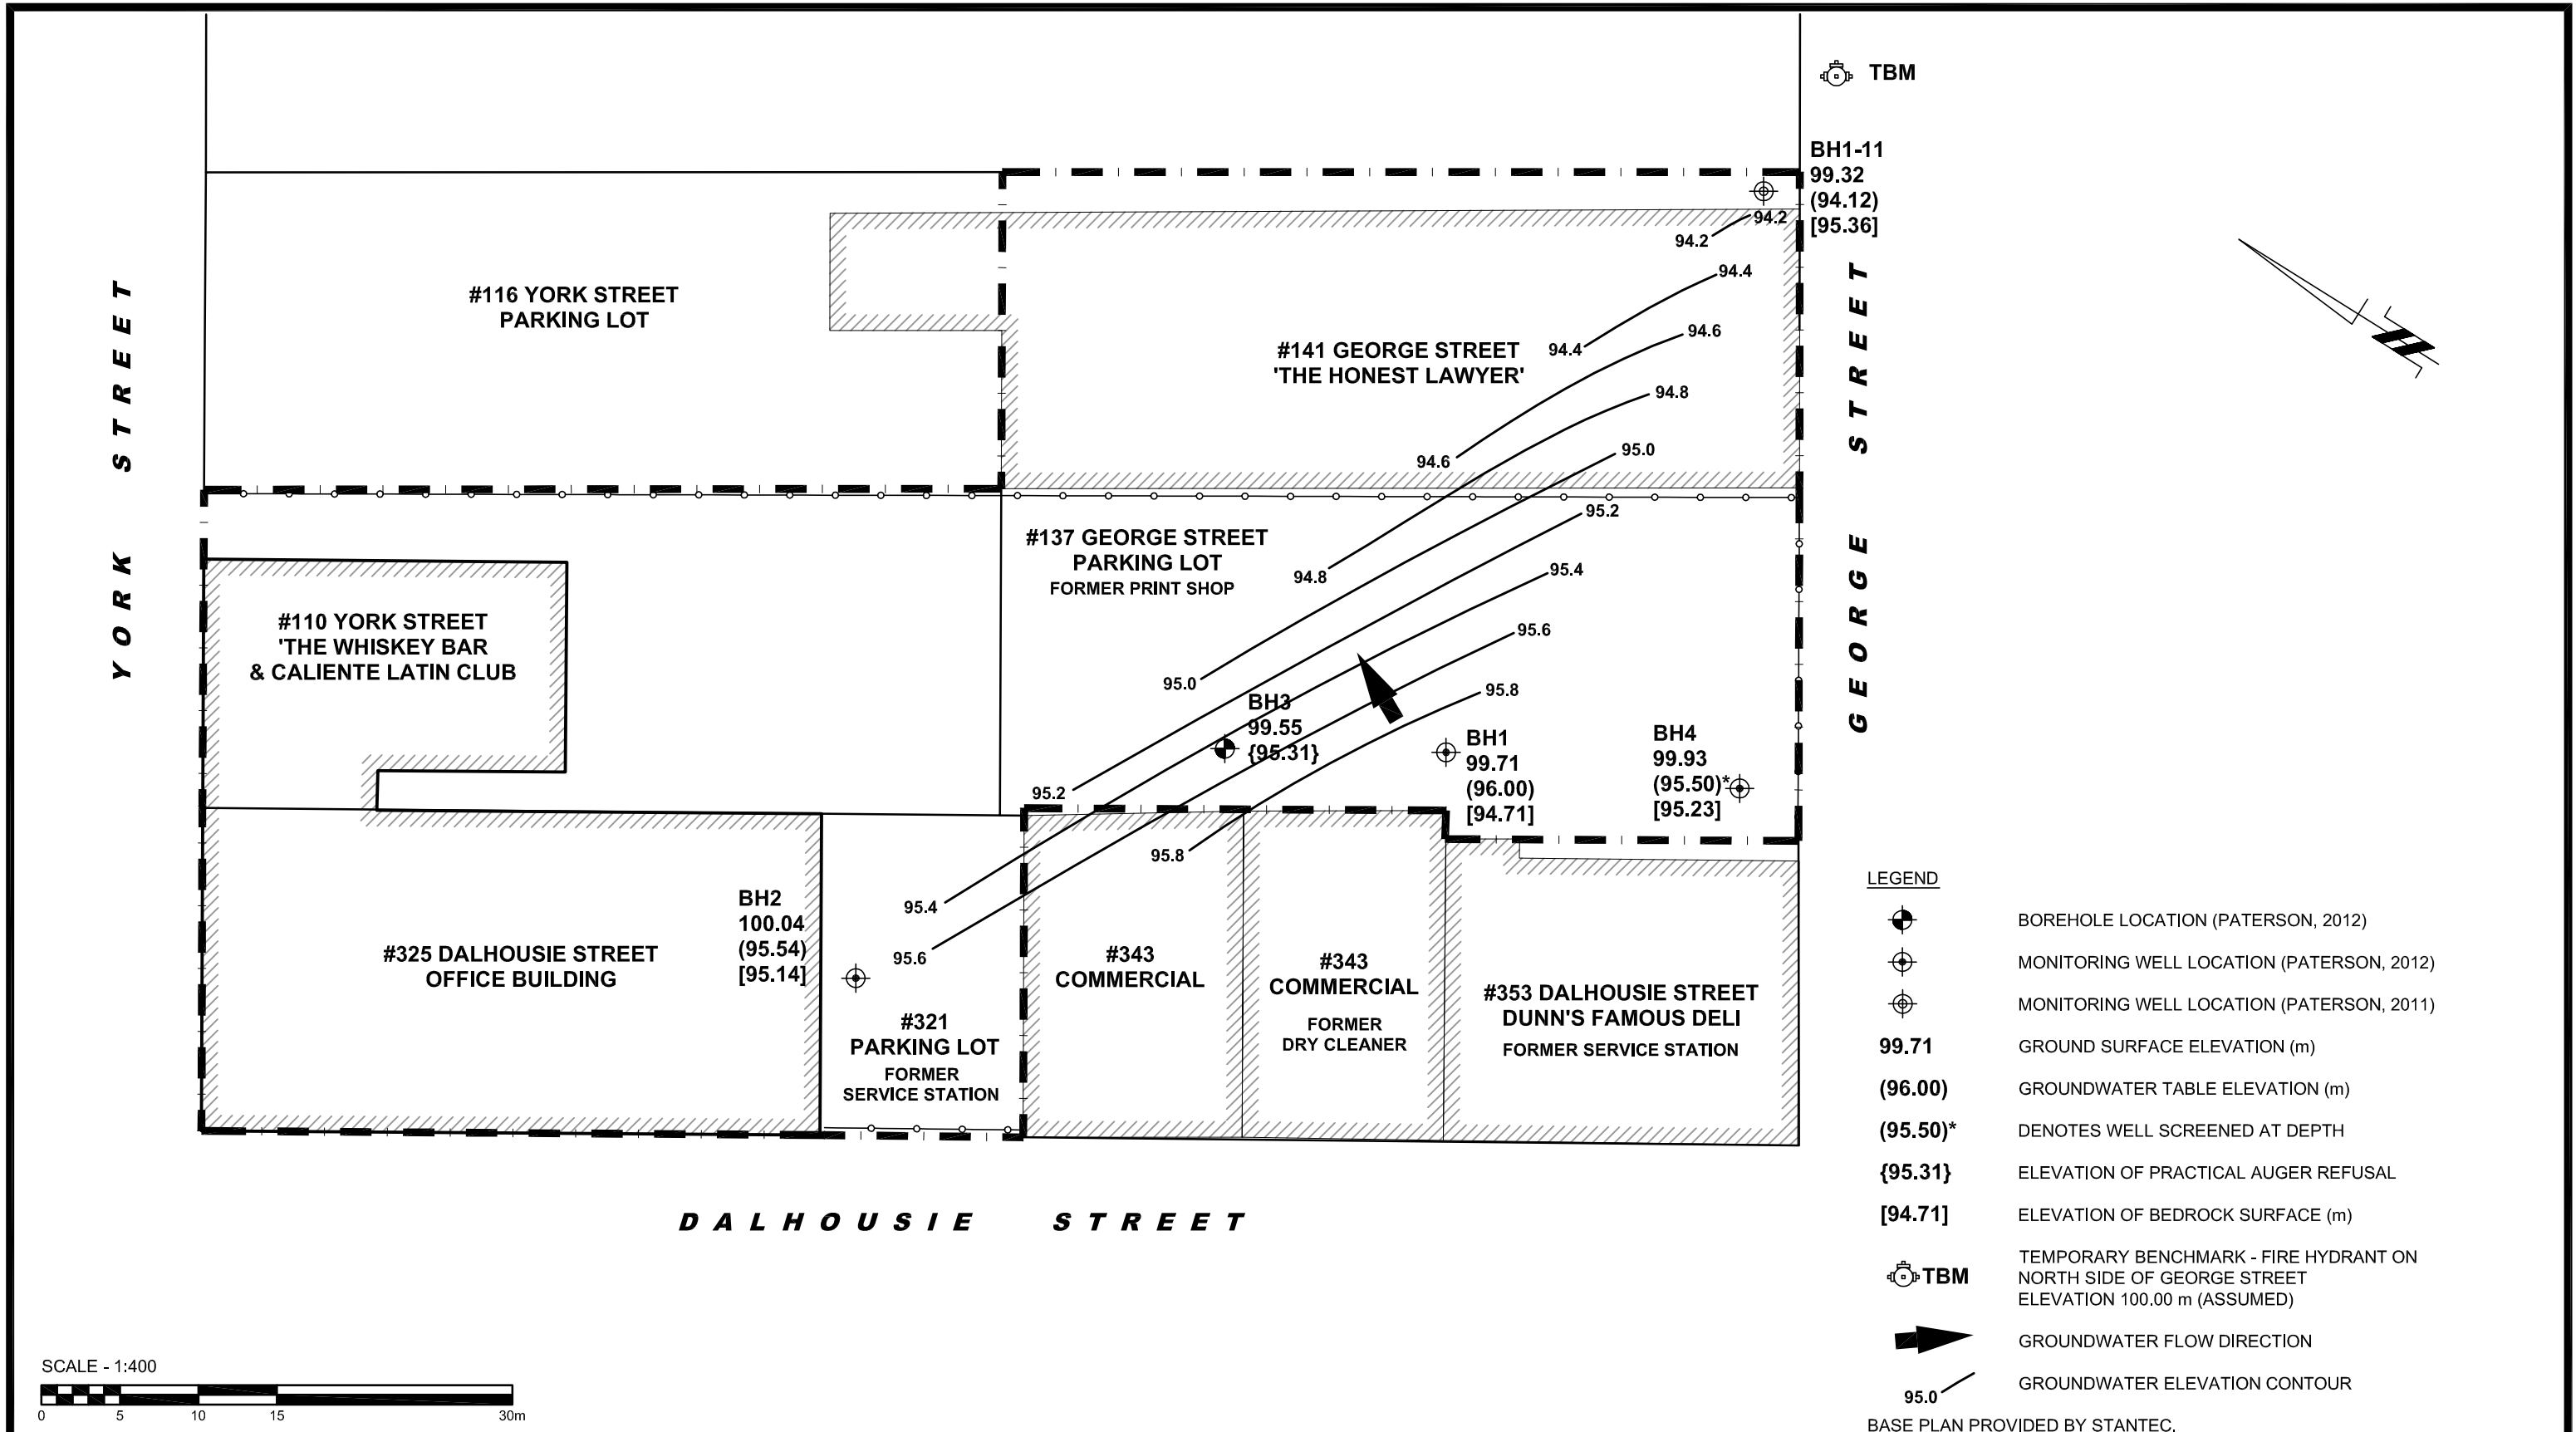 TBM
BH1-11
99.32
(94.12)
[95.36]
94.2
94.2
94.4
94.4
94.6
94.6
94.8
94.8
95.0
95.0
95.2
95.2
95.4
95.4
95.6
95.6
95.8
95.8
#116 YORK STREET
PARKING LOT
#141 GEORGE STREET
'THE HONEST LAWYER'
YORK STREET
GEORGE STREET
#137 GEORGE STREET
PARKING LOT
FORMER PRINT SHOP
#110 YORK STREET
'THE WHISKEY BAR
& CALIENTE LATIN CLUB
BH3
99.55
{95.31}
BH1
99.71
(96.00)
[94.71]
BH4
99.93
(95.50)*
[95.23]
BH2
100.04
(95.54)
[95.14]
#325 DALHOUSIE STREET
OFFICE BUILDING
#321
PARKING LOT
FORMER
SERVICE STATION
#343
COMMERCIAL
#343
COMMERCIAL
FORMER
DRY CLEANER
#353 DALHOUSIE STREET
DUNN'S FAMOUS DELI
FORMER SERVICE STATION
DALHOUSIE STREET
LEGEND
BOREHOLE LOCATION (PATERSON, 2012)
MONITORING WELL LOCATION (PATERSON, 2012)
MONITORING WELL LOCATION (PATERSON, 2011)
99.71 GROUND SURFACE ELEVATION (m)
(96.00) GROUNDWATER TABLE ELEVATION (m)
(95.50)* DENOTES WELL SCREENED AT DEPTH
{95.31} ELEVATION OF PRACTICAL AUGER REFUSAL
[94.71] ELEVATION OF BEDROCK SURFACE (m)
TBM TEMPORARY BENCHMARK - FIRE HYDRANT ON
NORTH SIDE OF GEORGE STREET
ELEVATION 100.00 m (ASSUMED)
GROUNDWATER FLOW DIRECTION
95.0 GROUNDWATER ELEVATION CONTOUR
BASE PLAN PROVIDED BY STANTEC.
SCALE - 1:400
0 5 10 15 30m